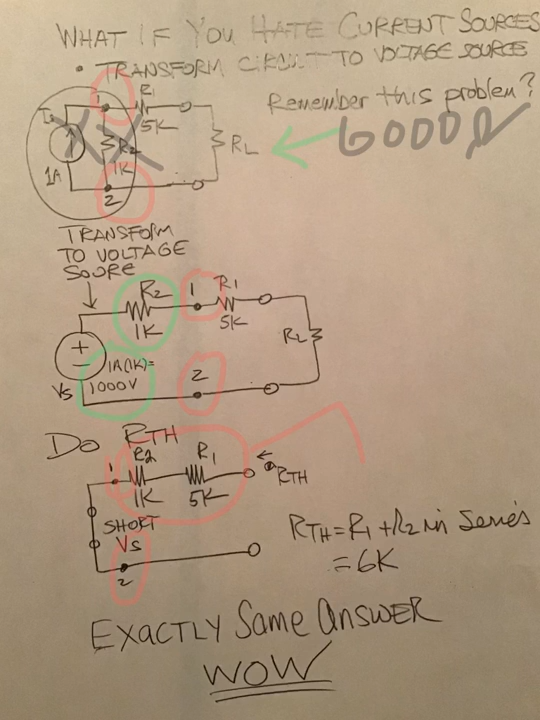 WHAT IF YOU HATE CURRENT SOURCES
• TRANSFORM CIRCUIT TO VOLTAGE SOURCE
Remember this problem?
6000Ω
1
R1
5K
Is
R2
1K
1A
2
RL
TRANSFORM
TO VOLTAGE
SOURE
R2
1
R1
1K
5K
RL
+
−
1A(1K)=
1000V
VS
2
DO RTH
R2
R1
1
1K
5K
RTH
SHORT
VS
2
RTH = R1 + R2 in Series
= 6K
EXACTLY Same ANSWER
WOW